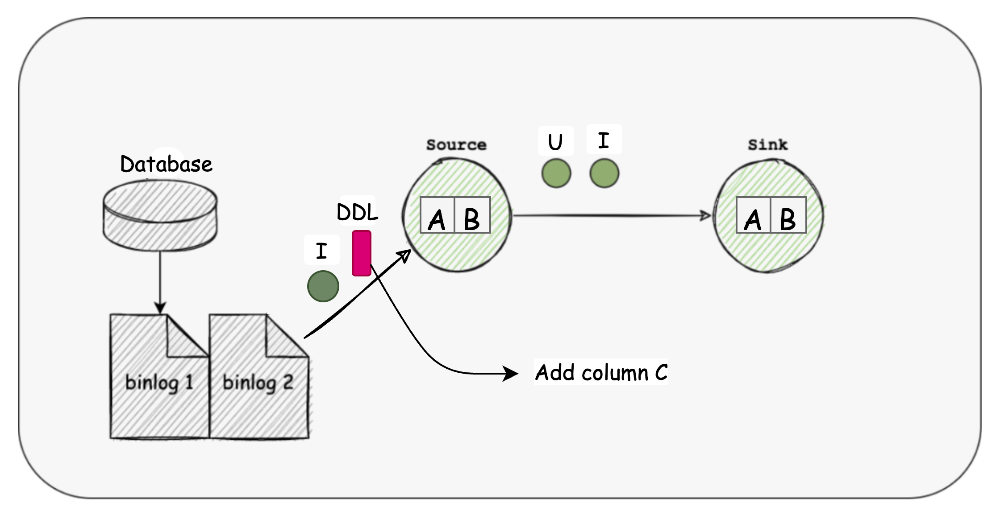 Database
Source
U
I
Sink
DDL
I
A
B
A
B
binlog 1
binlog 2
Add column C